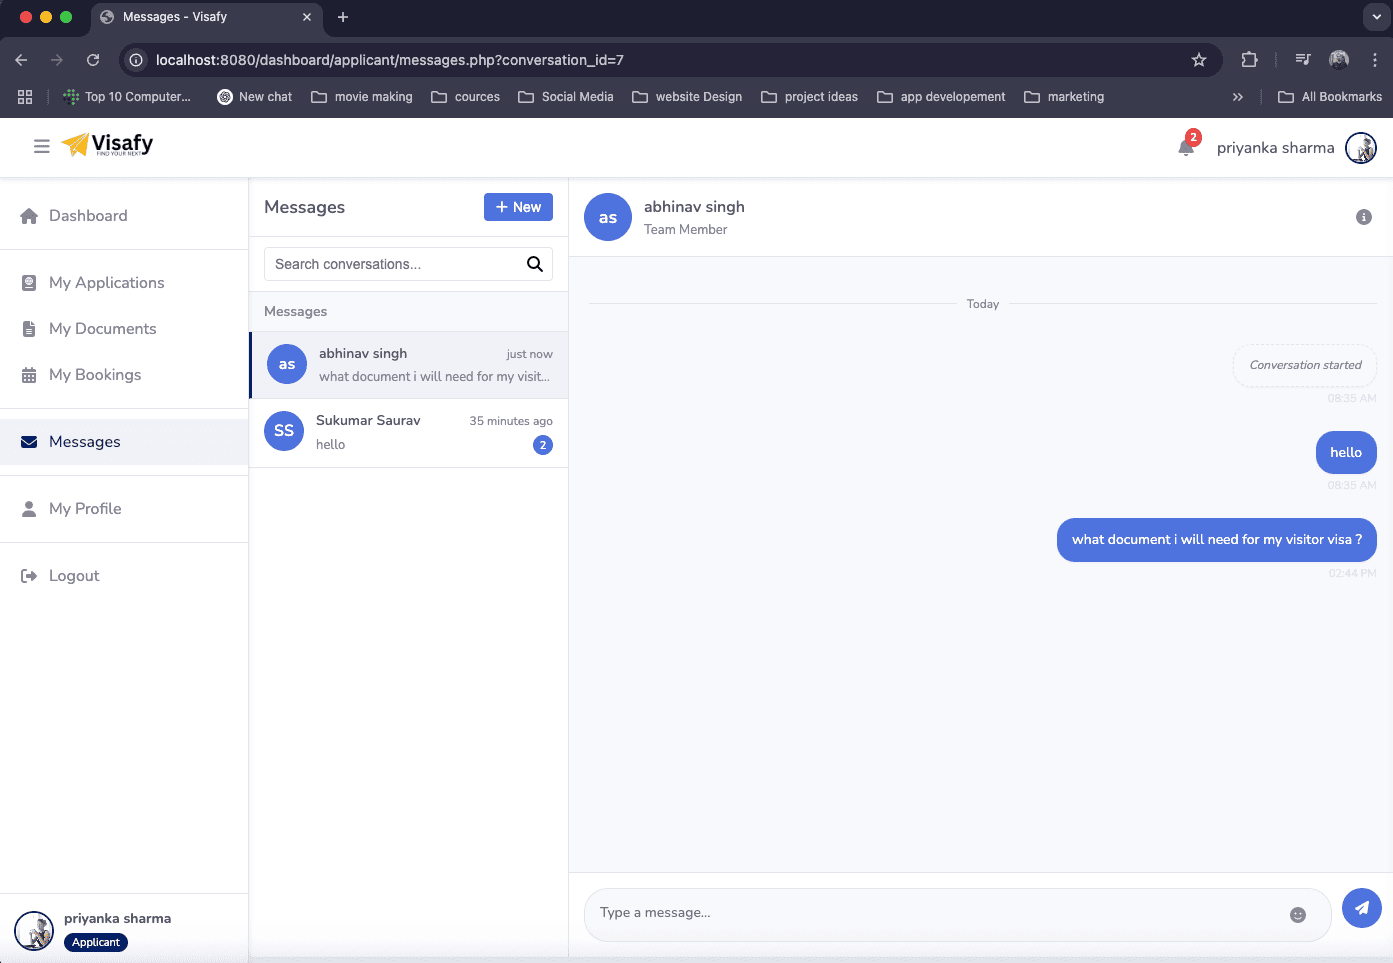 Messages - Visafy
localhost:8080/dashboard/applicant/messages.php?conversation_id=7
Top 10 Computer...
New chat
movie making
cources
Social Media
website Design
project ideas
app developement
marketing
All Bookmarks
Visafy
FIND YOUR NEXT
2
priyanka sharma
Dashboard
My Applications
My Documents
My Bookings
Messages
My Profile
Logout
priyanka sharma
Applicant
Messages
+ New
Search conversations...
Messages
as
abhinav singh
just now
what document i will need for my visit...
SS
Sukumar Saurav
35 minutes ago
hello
2
as
abhinav singh
Team Member
Today
Conversation started
08:35 AM
hello
08:35 AM
what document i will need for my visitor visa ?
02:44 PM
Type a message...